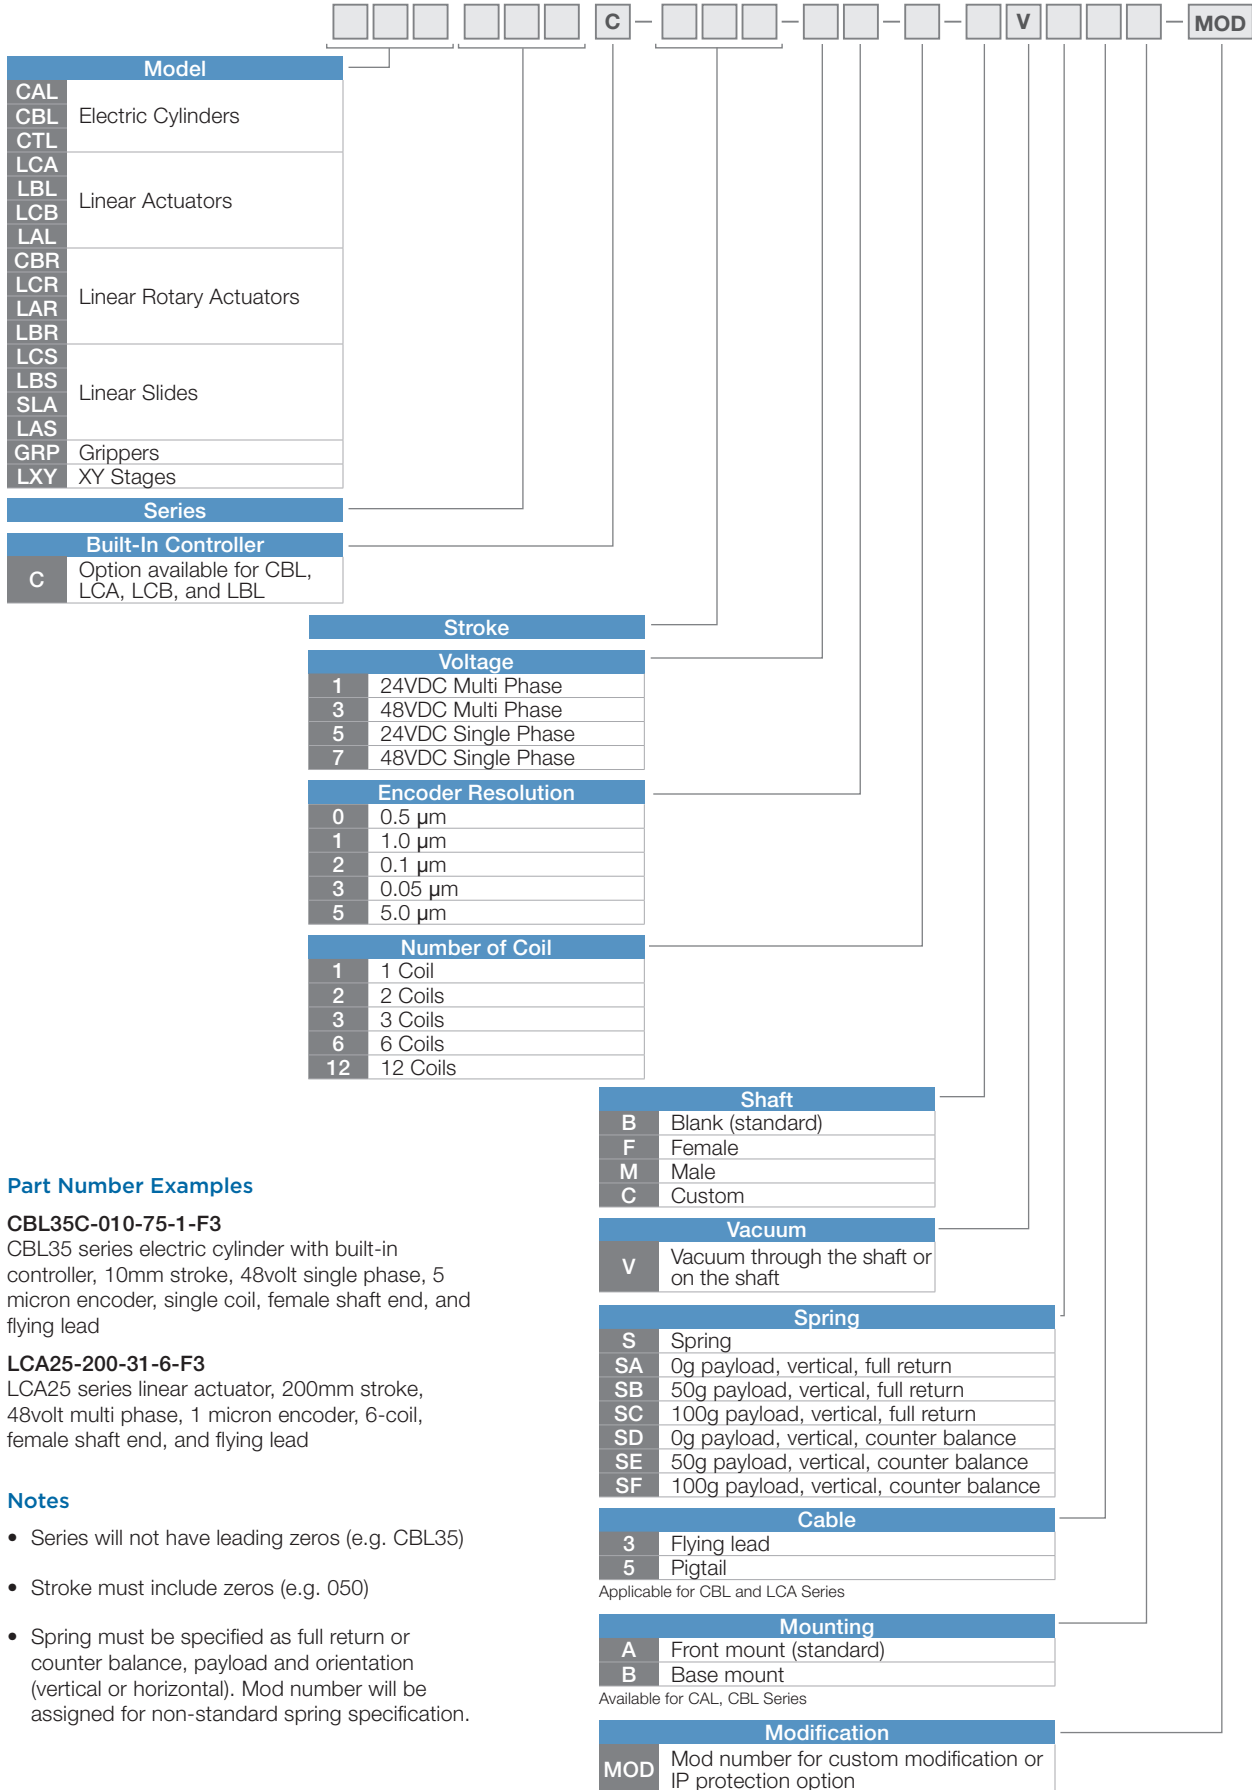 C - - - - V - MOD
Model
CAL
CBL
CTL
Electric Cylinders
LCA
LBL
LCB
LAL
Linear Actuators
CBR
LCR
LAR
LBR
Linear Rotary Actuators
LCS
LBS
SLA
LAS
Linear Slides
GRP Grippers
LXY XY Stages
Series
Built-In Controller
C Option available for CBL,
LCA, LCB, and LBL
Stroke
Voltage
1 24VDC Multi Phase
3 48VDC Multi Phase
5 24VDC Single Phase
7 48VDC Single Phase
Encoder Resolution
0 0.5 µm
1 1.0 µm
2 0.1 µm
3 0.05 µm
5 5.0 µm
Number of Coil
1 1 Coil
2 2 Coils
3 3 Coils
6 6 Coils
12 12 Coils
Shaft
B Blank (standard)
F Female
M Male
C Custom
Vacuum
V Vacuum through the shaft or
on the shaft
Spring
S Spring
SA 0g payload, vertical, full return
SB 50g payload, vertical, full return
SC 100g payload, vertical, full return
SD 0g payload, vertical, counter balance
SE 50g payload, vertical, counter balance
SF 100g payload, vertical, counter balance
Cable
3 Flying lead
5 Pigtail
Applicable for CBL and LCA Series
Mounting
A Front mount (standard)
B Base mount
Available for CAL, CBL Series
Modification
MOD Mod number for custom modification or
IP protection option
Part Number Examples
CBL35C-010-75-1-F3
CBL35 series electric cylinder with built-in
controller, 10mm stroke, 48volt single phase, 5
micron encoder, single coil, female shaft end, and
flying lead
LCA25-200-31-6-F3
LCA25 series linear actuator, 200mm stroke,
48volt multi phase, 1 micron encoder, 6-coil,
female shaft end, and flying lead
Notes
• Series will not have leading zeros (e.g. CBL35)
• Stroke must include zeros (e.g. 050)
• Spring must be specified as full return or
counter balance, payload and orientation
(vertical or horizontal). Mod number will be
assigned for non-standard spring specification.